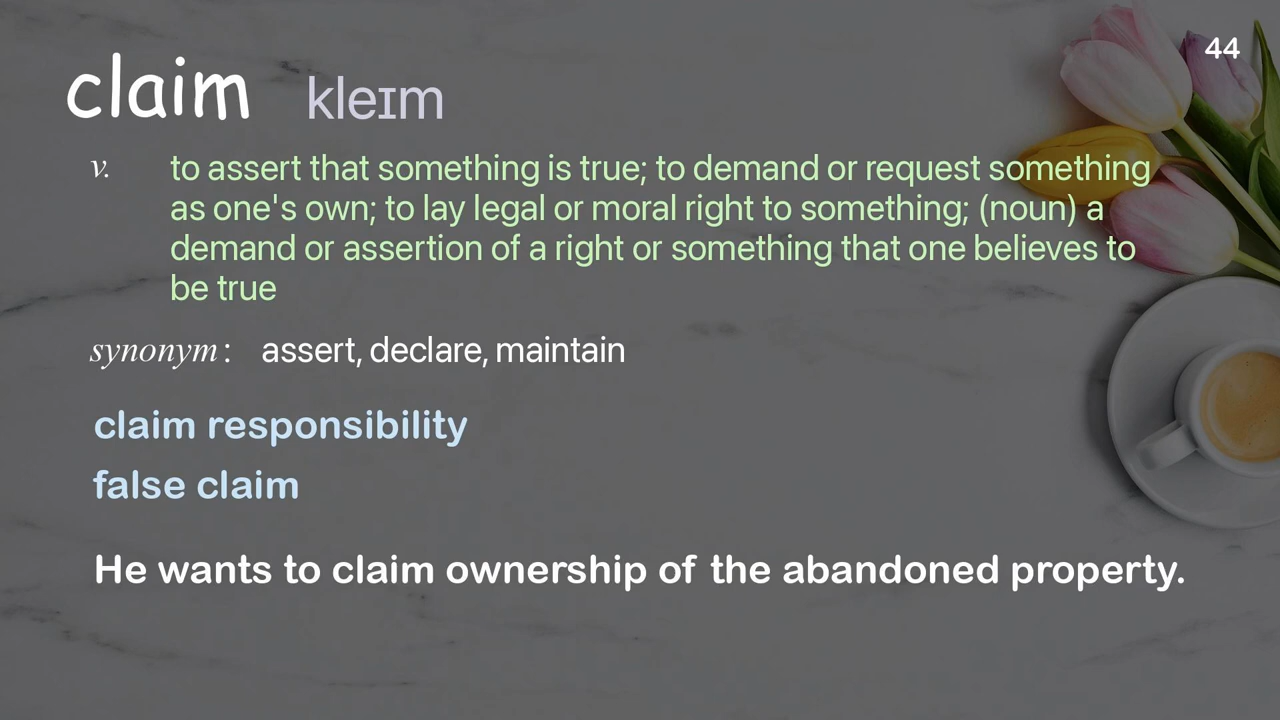 44
claim kleɪm
v. to assert that something is true; to demand or request something
as one's own; to lay legal or moral right to something; (noun) a
demand or assertion of a right or something that one believes to
be true
synonym: assert, declare, maintain
claim responsibility
false claim
He wants to claim ownership of the abandoned property.